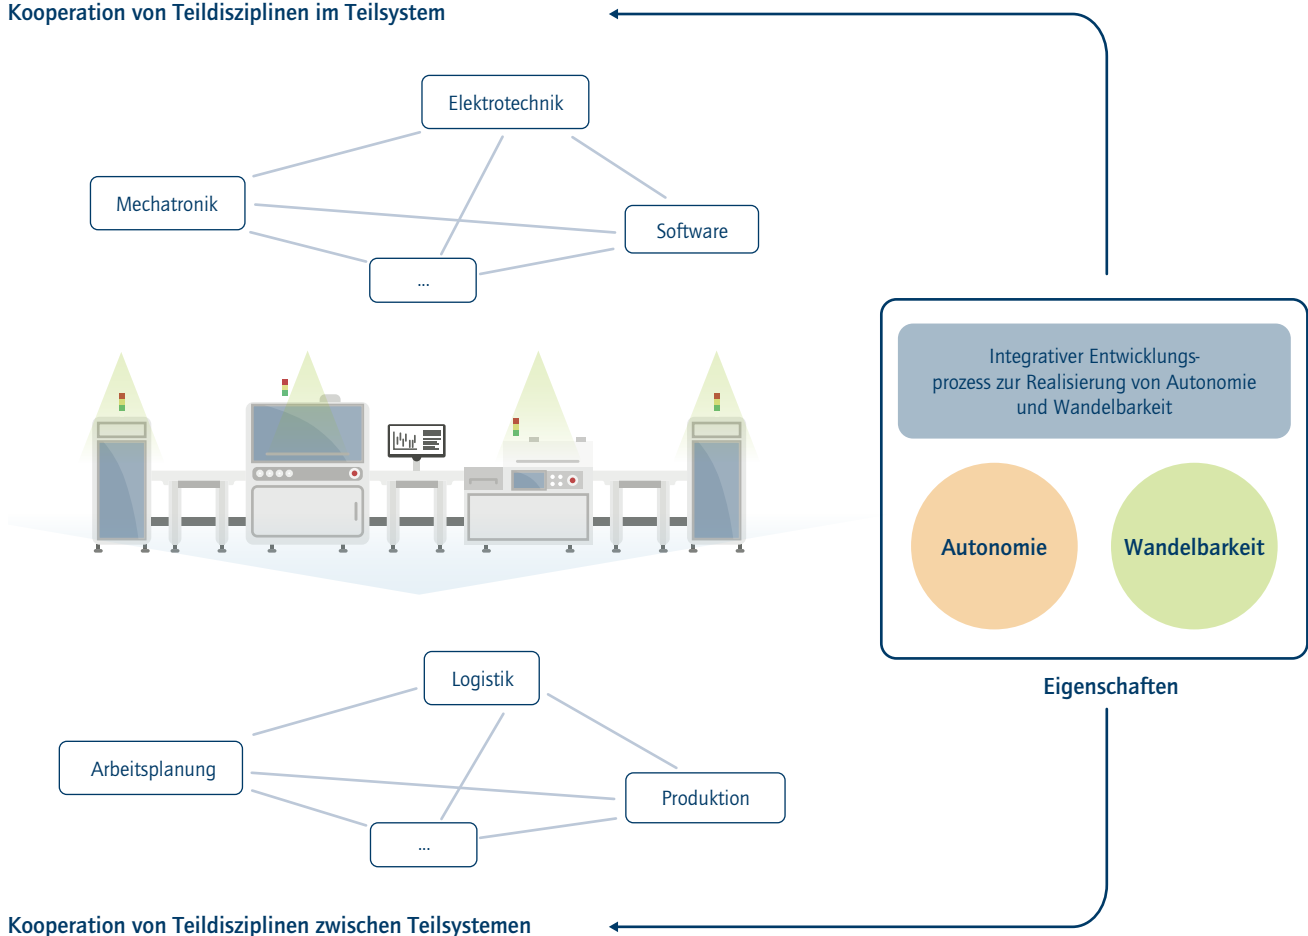 Kooperation von Teildisziplinen im Teilsystem
Elektrotechnik
Mechatronik
Software
...
Integrativer Entwicklungs-
prozess zur Realisierung von Autonomie
und Wandelbarkeit
Autonomie
Wandelbarkeit
Eigenschaften
Logistik
Arbeitsplanung
Produktion
...
Kooperation von Teildisziplinen zwischen Teilsystemen